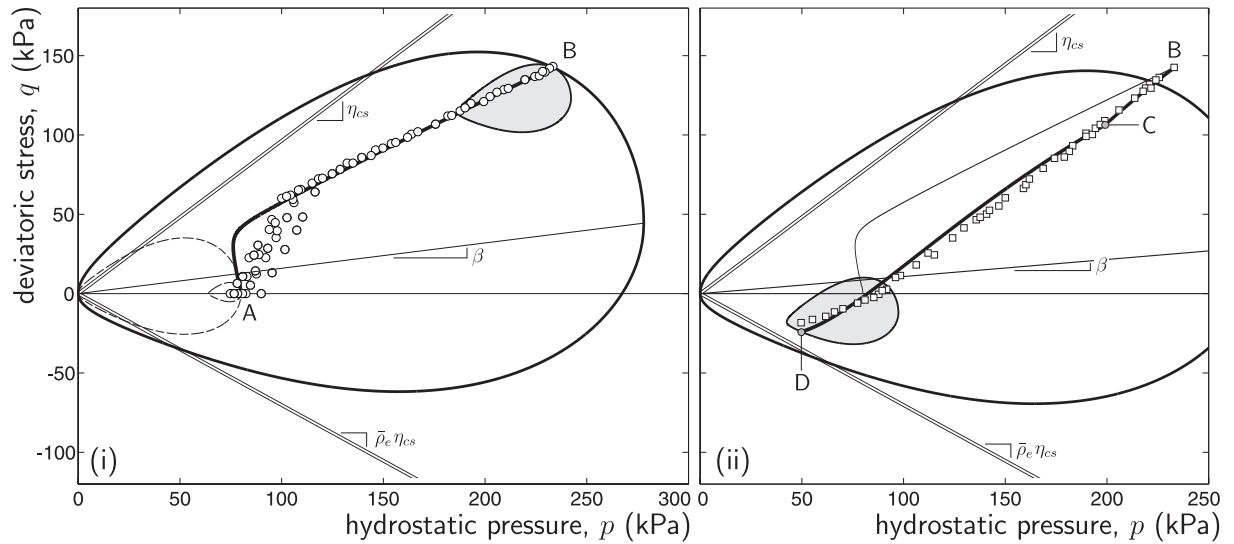 deviatoric stress, q (kPa)
150
100
50
0
-50
-100
0
50
100
150
200
250
300
hydrostatic pressure, p (kPa)
η_cs
B
β
A
ρ̄_e η_cs
(i)
η_cs
B
C
β
D
ρ̄_e η_cs
(ii)
0
50
100
150
200
250
hydrostatic pressure, p (kPa)